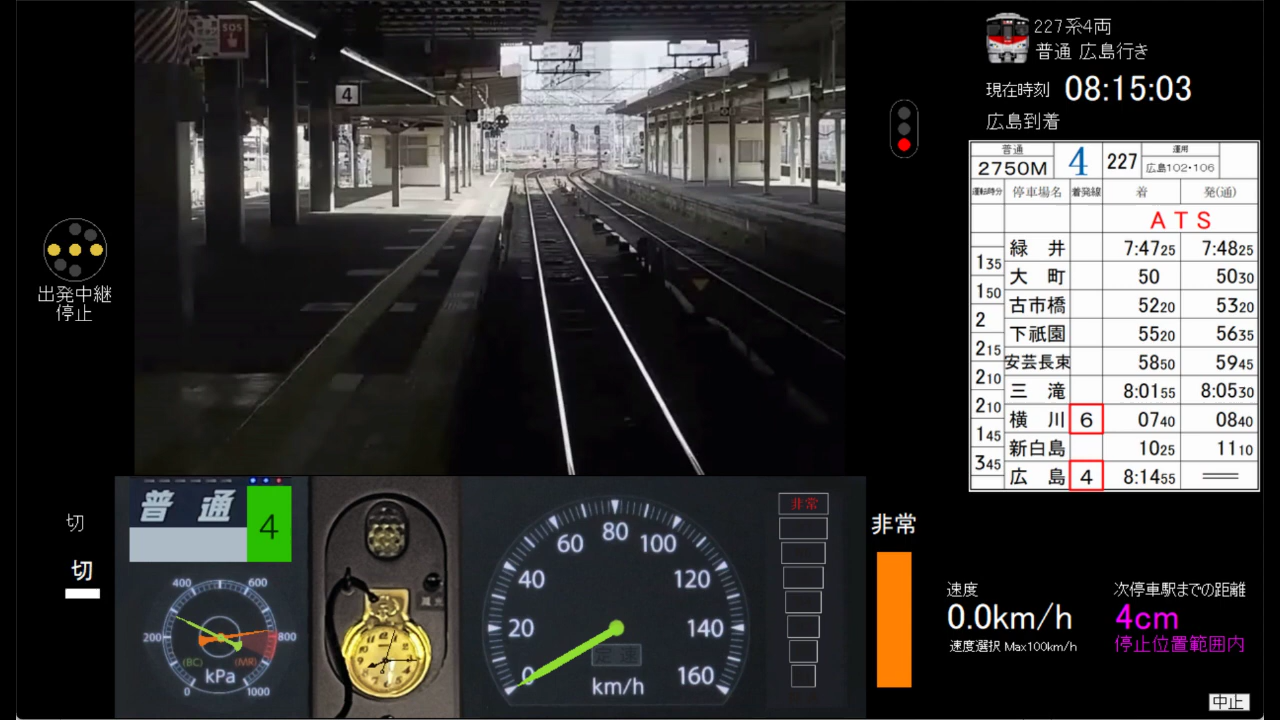 SOS
4
227系4両
普通 広島行き
現在時刻 08:15:03
広島到着
普通
2750M
4
227
運用
広島102・106
運転時分 停車場名 着発線 着 発(通)
ATS
緑井 7:4725 7:4825
135
大町 50 5030
150
古市橋 5220 5320
2
下祇園 5520 5635
215
安芸長束 5850 5945
210
三滝 8:0155 8:0530
210
横川 6 0740 0840
145
新白島 1025 1110
345
広島 4 8:1455
出発中継
停止
切
切
普通 4
400 600
200 800
(BC) (MR)
kPa
0 1000
0 20 40 60 80 100 120 140 160
km/h
非常
非常
速度
0.0km/h
速度選択 Max100km/h
次停車駅までの距離
4cm
停止位置範囲内
中止